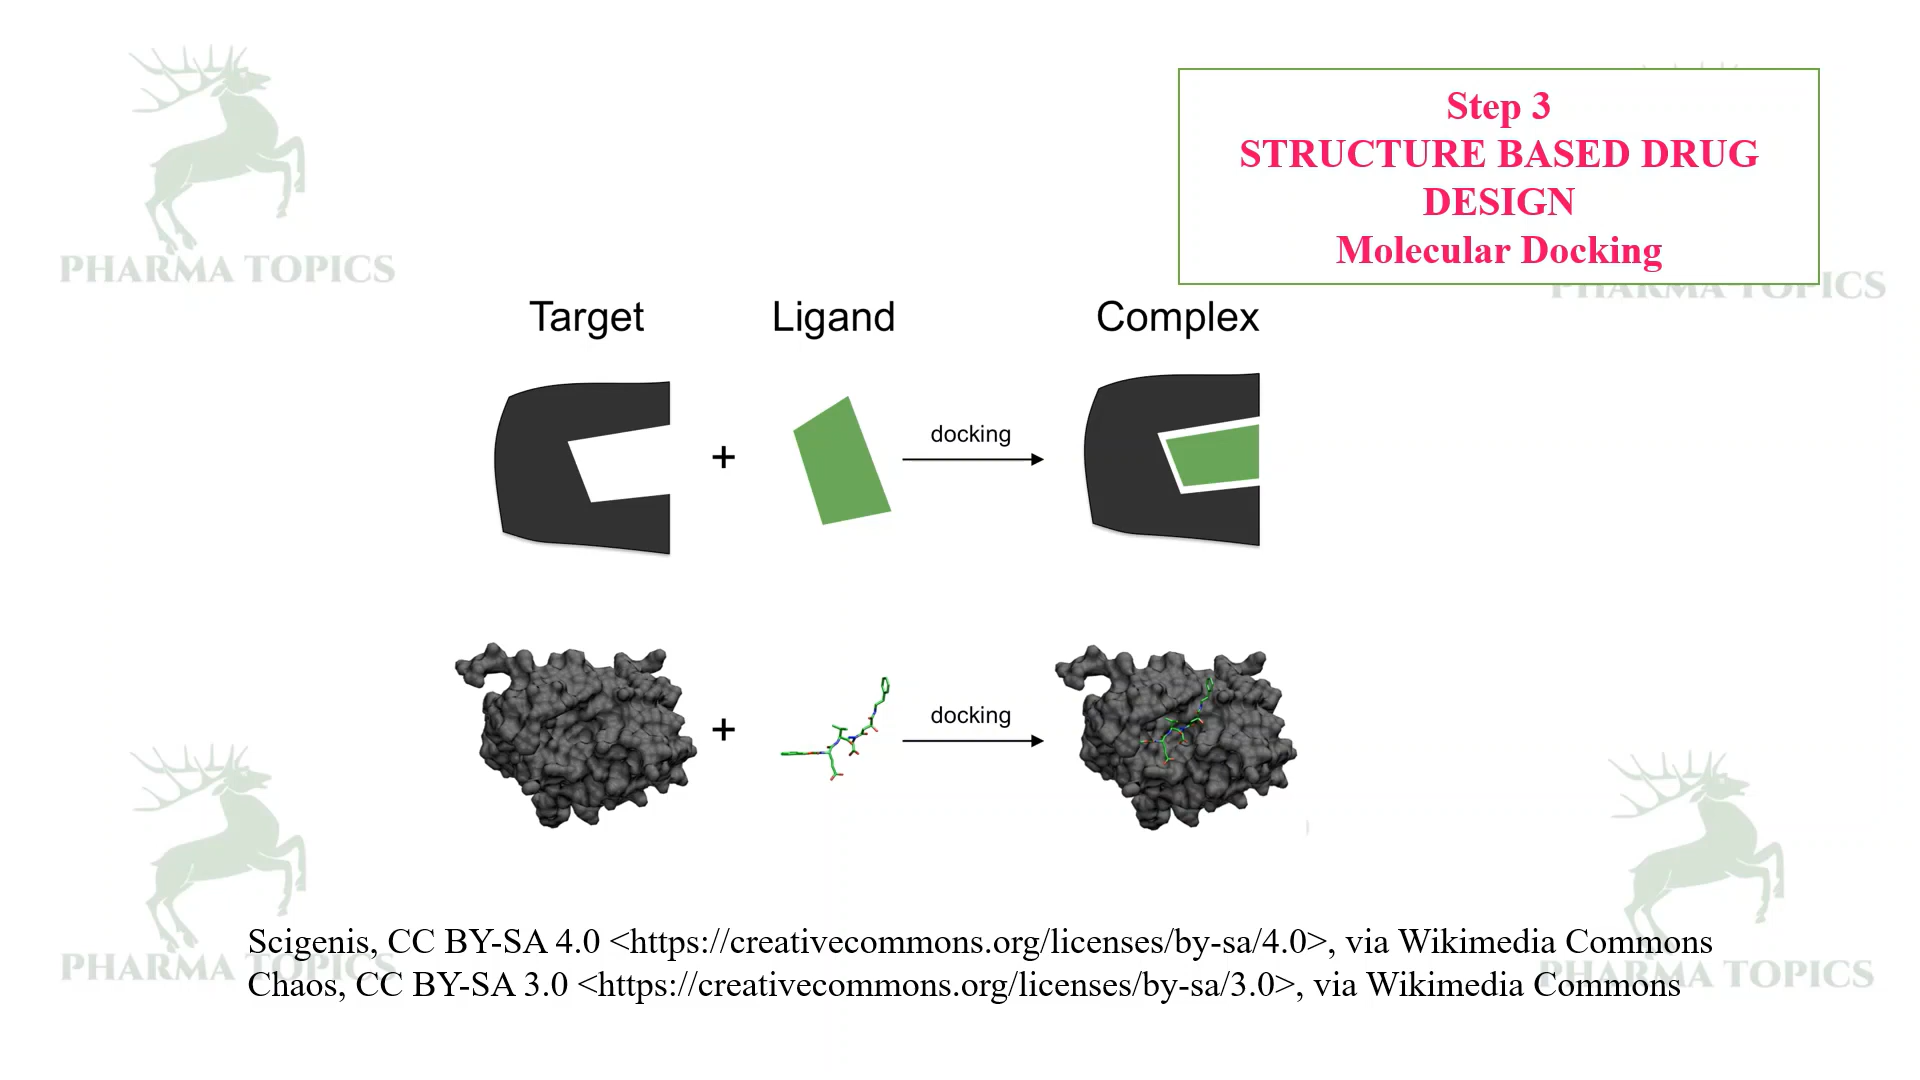 Step 3
STRUCTURE BASED DRUG
DESIGN
Molecular Docking
PHARMA TOPICS
PHARMA TOPICS
Target
Ligand
Complex
+
docking
+
docking
Scigenis, CC BY-SA 4.0 <https://creativecommons.org/licenses/by-sa/4.0>, via Wikimedia Commons
PHARMA TOPICS
PHARMA TOPICS
Chaos, CC BY-SA 3.0 <https://creativecommons.org/licenses/by-sa/3.0>, via Wikimedia Commons